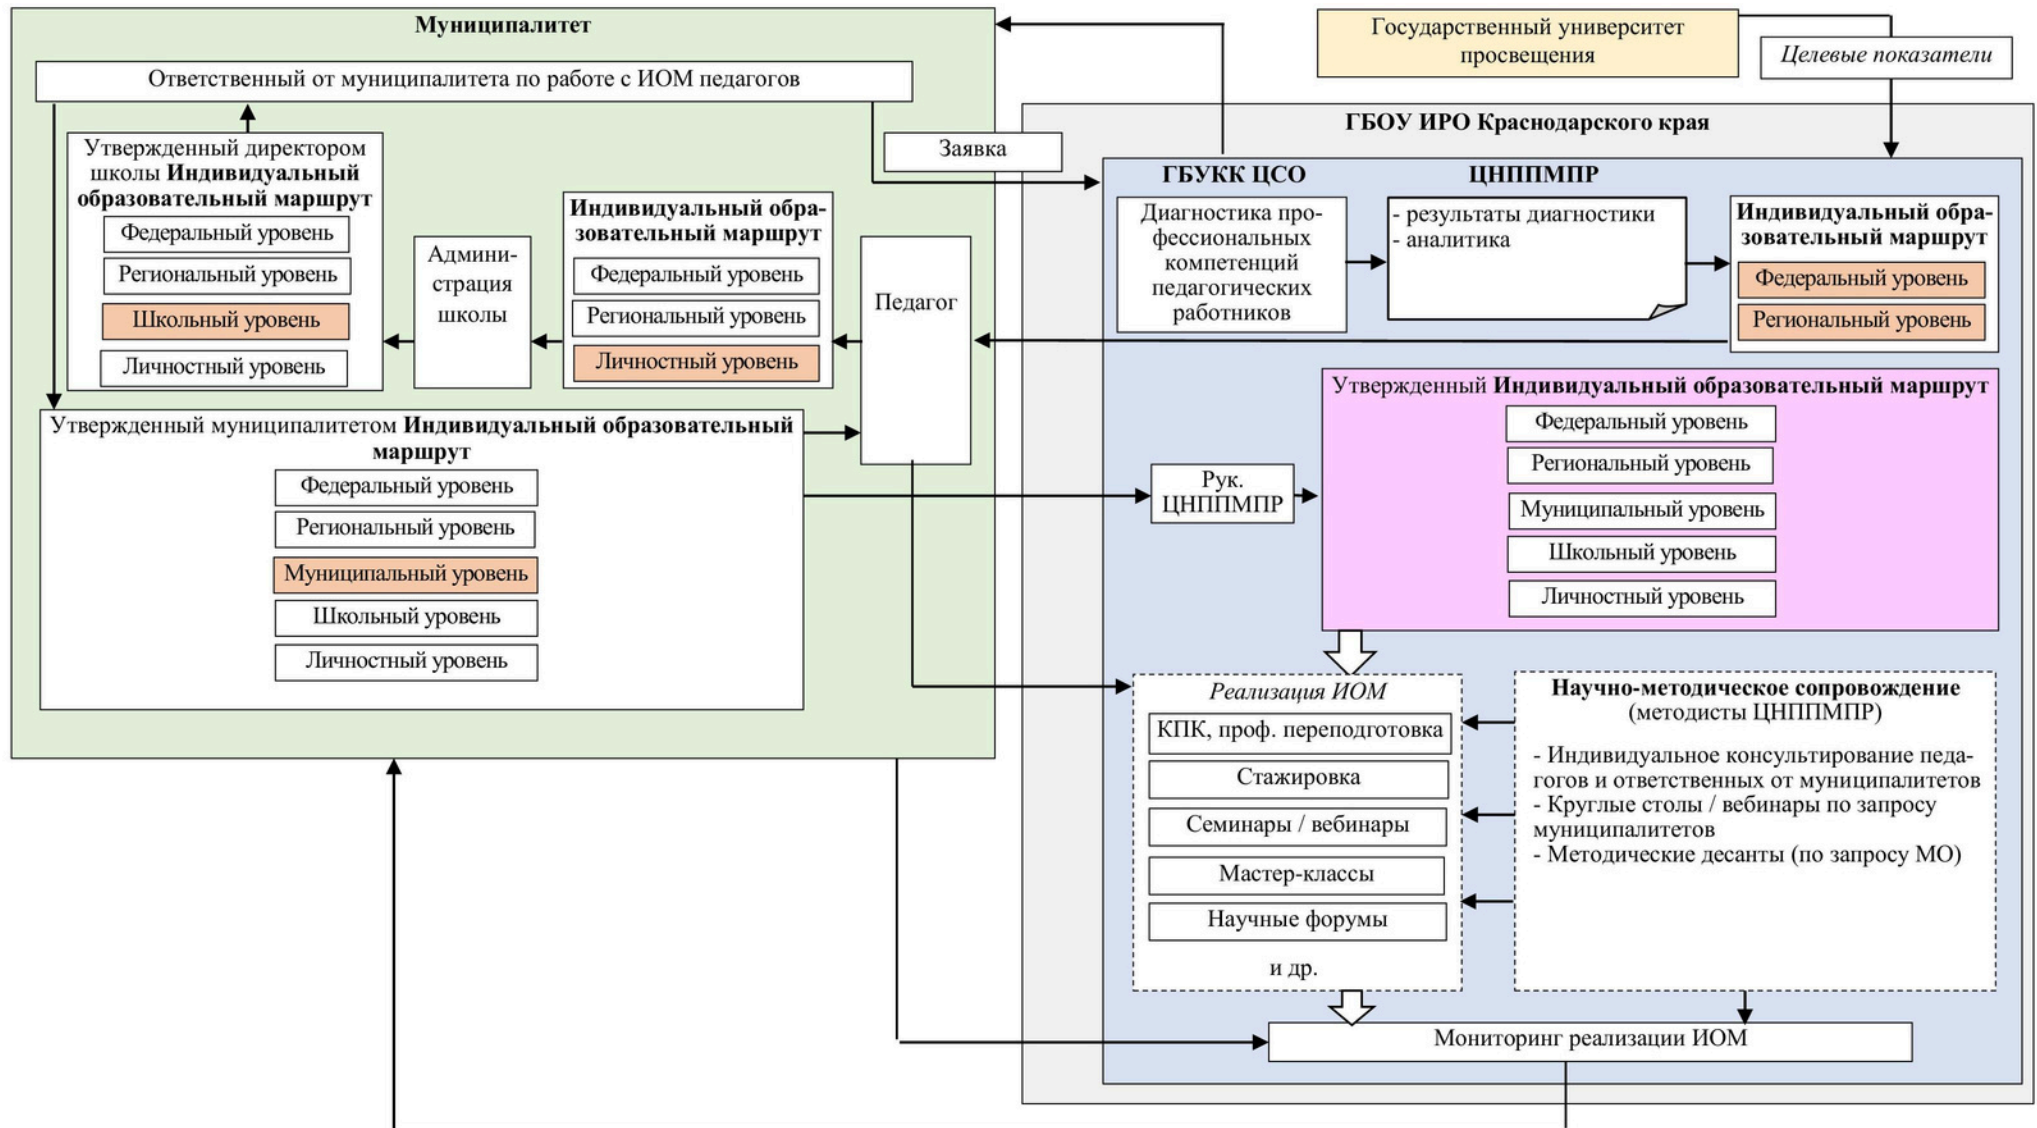 Муниципалитет
Ответственный от муниципалитета по работе с ИОМ педагогов
Утвержденный директором
школы Индивидуальный
образовательный маршрут
Федеральный уровень
Региональный уровень
Школьный уровень
Личностный уровень
Админи-
страция
школы
Индивидуальный обра-
зовательный маршрут
Федеральный уровень
Региональный уровень
Личностный уровень
Педагог
Заявка
Утвержденный муниципалитетом Индивидуальный образовательный
маршрут
Федеральный уровень
Региональный уровень
Муниципальный уровень
Школьный уровень
Личностный уровень
Государственный университет
просвещения
Целевые показатели
ГБОУ ИРО Краснодарского края
ГБУКК ЦСО
Диагностика про-
фессиональных
компетенций
педагогических
работников
ЦНППМПР
- результаты диагностики
- аналитика
Индивидуальный обра-
зовательный маршрут
Федеральный уровень
Региональный уровень
Рук.
ЦНППМПР
Утвержденный Индивидуальный образовательный маршрут
Федеральный уровень
Региональный уровень
Муниципальный уровень
Школьный уровень
Личностный уровень
Реализация ИОМ
КПК, проф. переподготовка
Стажировка
Семинары / вебинары
Мастер-классы
Научные форумы
и др.
Научно-методическое сопровождение
(методисты ЦНППМПР)
- Индивидуальное консультирование педа-
гогов и ответственных от муниципалитетов
- Круглые столы / вебинары по запросу
муниципалитетов
- Методические десанты (по запросу МО)
Мониторинг реализации ИОМ